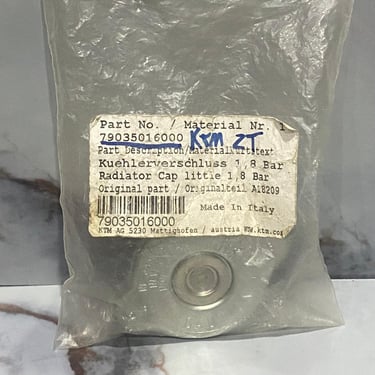 Part No. / Material Nr. 1
79035016000 KTM 2T
Part Description/Materialkurztext
Kuehlerverschluss 1,8 Bar
Radiator Cap little 1,8 Bar
Original part / Originalteil A18209
Made In Italy
79035016000
KTM AG 5230 Mattighofen / austria WWW.ktm.com